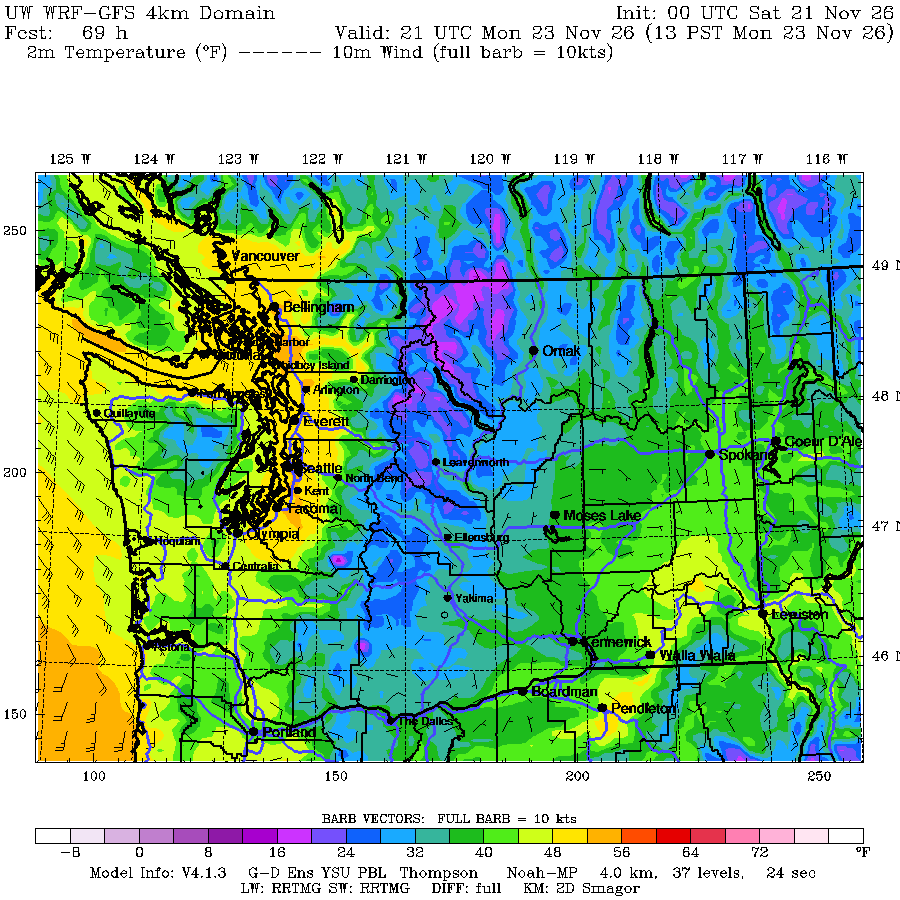 UW WRF-GFS 4km Domain Init: 00 UTC Sat 21 Nov 26
Fcst: 69 h Valid: 21 UTC Mon 23 Nov 26 (13 PST Mon 23 Nov 26)
2m Temperature (°F) ------ 10m Wind (full barb = 10kts)
125 W 124 W 123 W 122 W 121 W 120 W 119 W 118 W 117 W 116 W
250
Vancouver
49 N
Bellingham
Harbor
Omak
Whidbey Island
Darrington
Arlington
48 N
Quillayute
Everett
Coeur D'Ale
Spokane
Leavenworth
Seattle
200
North Bend
Kent
Tacoma
Moses Lake
47 N
Olympia
Ellensburg
Hoquiam
Centralia
Yakima
Lewiston
Kennewick
Astoria
Walla Walla
46 N
Boardman
Pendleton
150
The Dalles
Portland
100 150 200 250
BARB VECTORS: FULL BARB = 10 kts
-8 0 8 16 24 32 40 48 56 64 72 °F
Model Info: V4.1.3 G-D Ens YSU PBL Thompson Noah-MP 4.0 km, 37 levels, 24 sec
LW: RRTMG SW: RRTMG DIFF: full KM: 2D Smagor